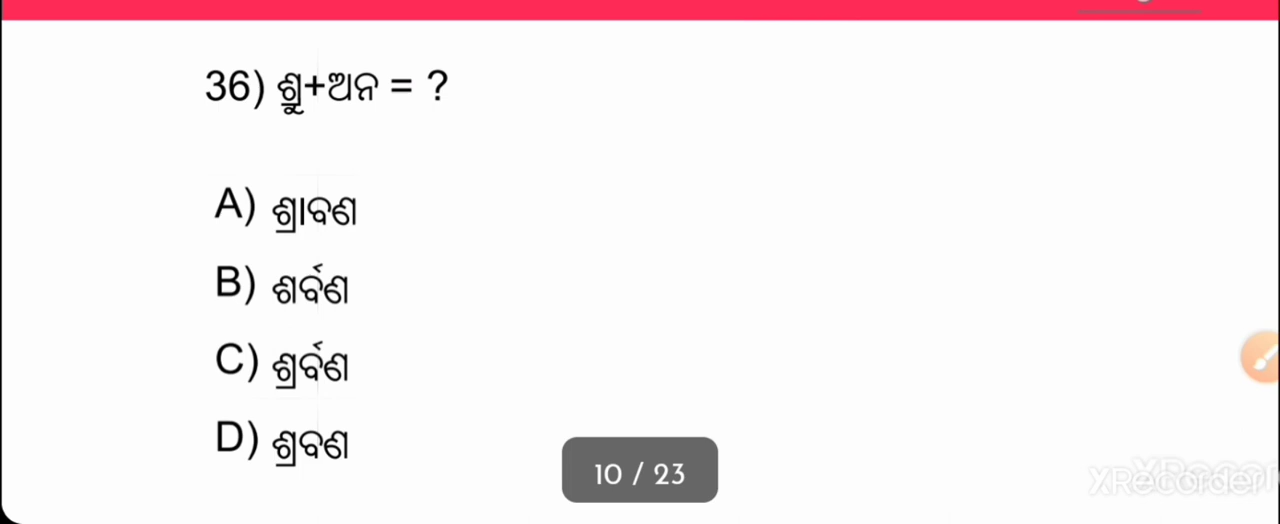 36) ଶ୍ରୁ+ଅନ = ?
A) ଶ୍ରାବଣ
B) ଶର୍ବଣ
C) ଶ୍ରର୍ବଣ
D) ଶ୍ରବଣ
10 / 23
XRecorder